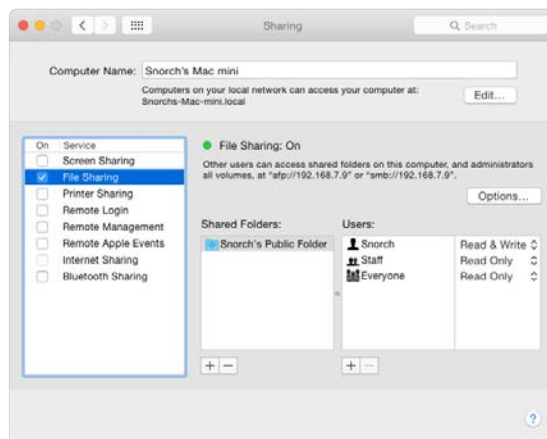 Sharing
Search
Computer Name: Snorch's Mac mini
Computers on your local network can access your computer at:
Snorchs-Mac-mini.local
Edit...
On Service
Screen Sharing
File Sharing
Printer Sharing
Remote Login
Remote Management
Remote Apple Events
Internet Sharing
Bluetooth Sharing
File Sharing: On
Other users can access shared folders on this computer, and administrators
all volumes, at "afp://192.168.7.9" or "smb://192.168.7.9".
Options...
Shared Folders:
Snorch's Public Folder
Users:
Snorch Read & Write
Staff Read Only
Everyone Read Only
+ −
+ −
?